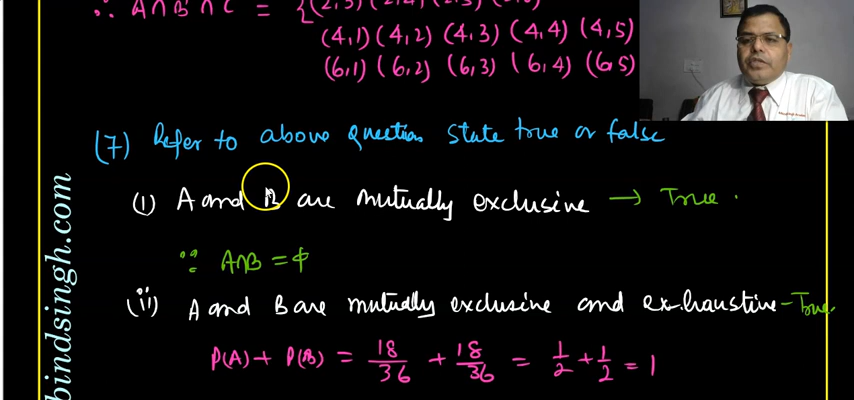 ∴ A∩B∩C = {(2,3)
(4,1) (4,2) (4,3) (4,4) (4,5)
(6,1) (6,2) (6,3) (6,4) (6,5)
(7) Refer to above question state true or false
(i) A and B are mutually exclusive → True.
∵ A∩B = ϕ
(ii) A and B are mutually exclusive and exhaustive - True.
P(A) + P(B) = 18/36 + 18/36 = 1/2 + 1/2 = 1
bindsingh.com